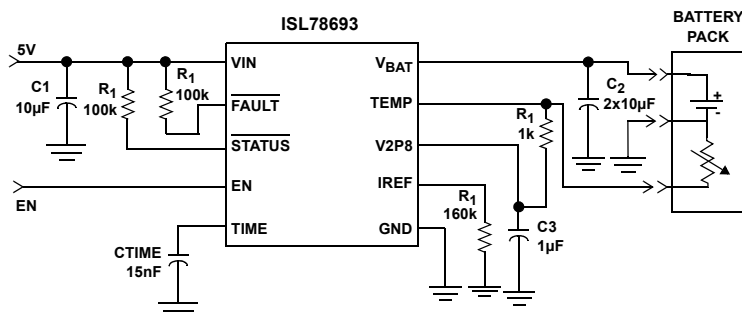 ISL78693
BATTERY
PACK
5V
VIN
VBAT
C1
10µF
R1
100k
R1
100k
FAULT
TEMP
C2
2x10µF
+
-
STATUS
V2P8
R1
1k
EN
EN
IREF
R1
160k
TIME
GND
C3
1µF
CTIME
15nF